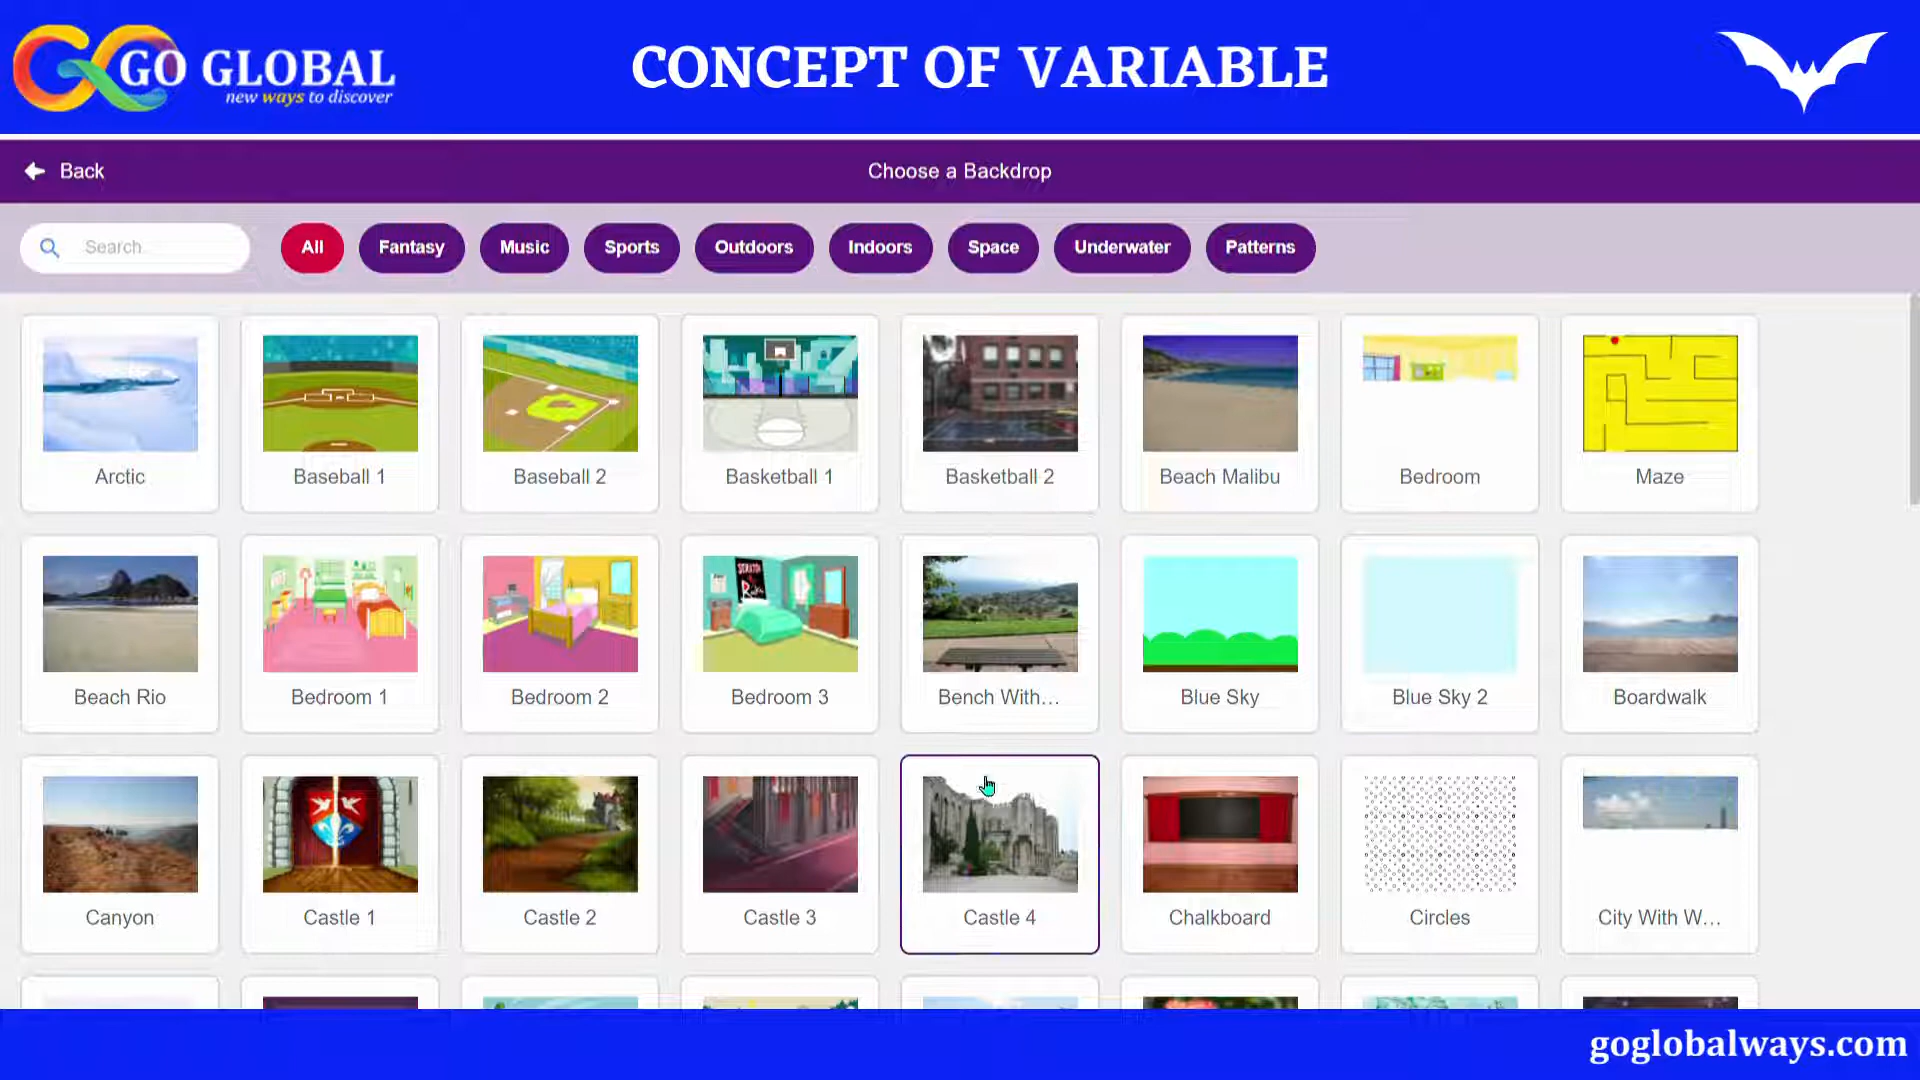 GO GLOBAL
new ways to discover
CONCEPT OF VARIABLE
Back
Choose a Backdrop
Search
All
Fantasy
Music
Sports
Outdoors
Indoors
Space
Underwater
Patterns
Arctic
Baseball 1
Baseball 2
Basketball 1
Basketball 2
Beach Malibu
Bedroom
Maze
Beach Rio
Bedroom 1
Bedroom 2
Bedroom 3
Bench With...
Blue Sky
Blue Sky 2
Boardwalk
Canyon
Castle 1
Castle 2
Castle 3
Castle 4
Chalkboard
Circles
City With W...
goglobalways.com